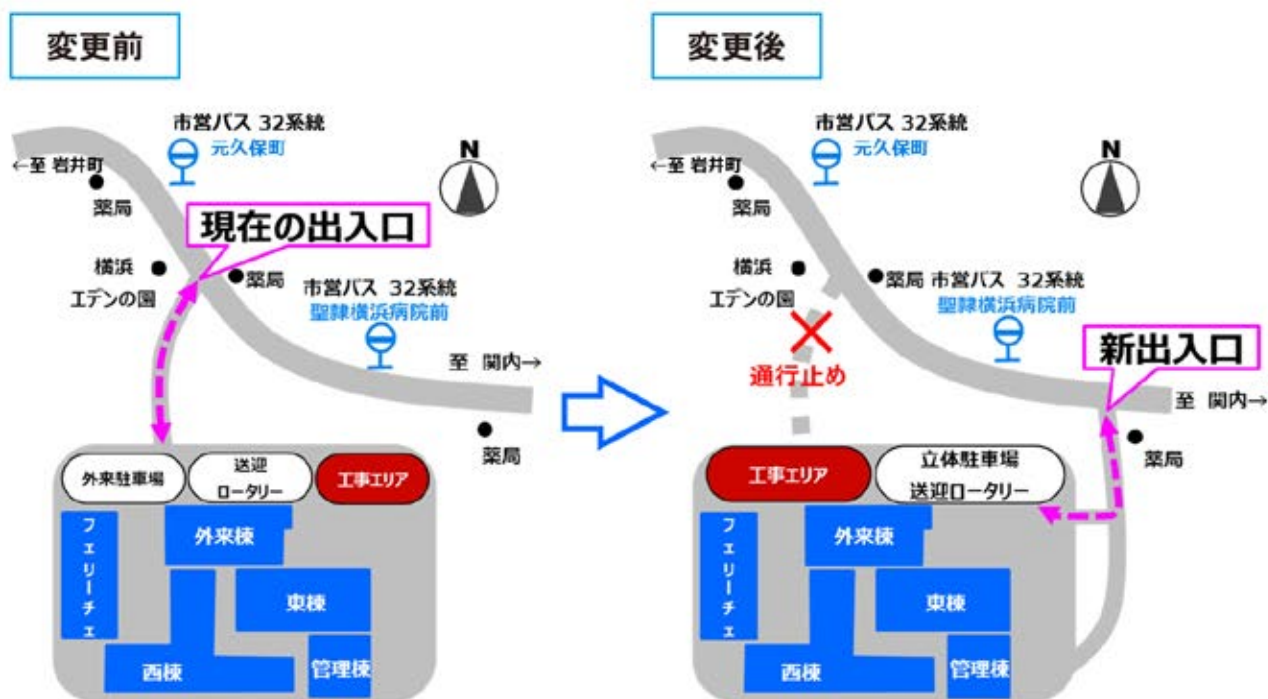 変更前
市営バス 32系統
元久保町
←至 岩井町
薬局
N
現在の出入口
横浜
エデンの園
薬局
市営バス 32系統
聖隷横浜病院前
至 関内→
薬局
外来駐車場
送迎
ロータリー
工事エリア
フェリーチェ
外来棟
東棟
西棟
管理棟
変更後
市営バス 32系統
元久保町
←至 岩井町
薬局
N
横浜
エデンの園
薬局
市営バス 32系統
聖隷横浜病院前
通行止め
新出入口
至 関内→
薬局
工事エリア
立体駐車場
送迎ロータリー
フェリーチェ
外来棟
東棟
西棟
管理棟